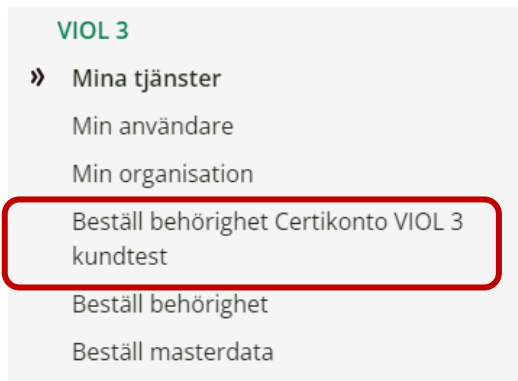 VIOL 3
» Mina tjänster
Min användare
Min organisation
Beställ behörighet Certikonto VIOL 3
kundtest
Beställ behörighet
Beställ masterdata